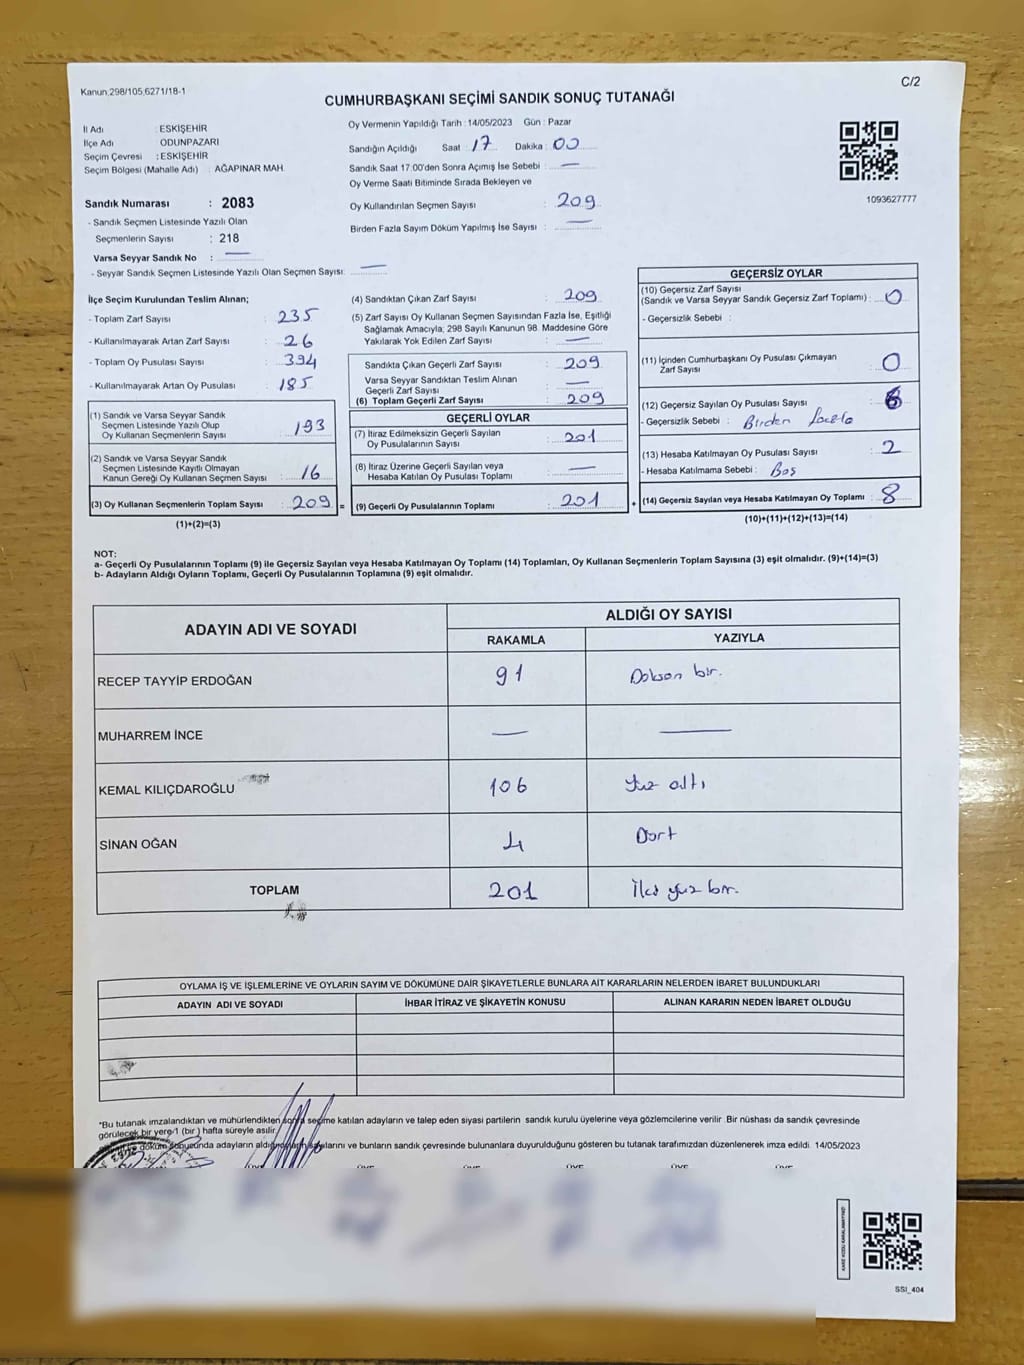 Kanun,298/105,6271/18-1
C/2
CUMHURBAŞKANI SEÇİMİ SANDIK SONUÇ TUTANAĞI
İl Adı : ESKİŞEHİR
İlçe Adı ODUNPAZARI
Seçim Çevresi : ESKİŞEHİR
Seçim Bölgesi (Mahalle Adı) : AĞAPINAR MAH.
Sandık Numarası : 2083
- Sandık Seçmen Listesinde Yazılı Olan
Seçmenlerin Sayısı : 218
Varsa Seyyar Sandık No : —
- Seyyar Sandık Seçmen Listesinde Yazılı Olan Seçmen Sayısı: —
Oy Vermenin Yapıldığı Tarih : 14/05/2023 Gün : Pazar
Sandığın Açıldığı Saat : 17 Dakika : 00
Sandık Saat 17:00'den Sonra Açımış İse Sebebi : —
Oy Verme Saati Bitiminde Sırada Bekleyen ve
Oy Kullandırılan Seçmen Sayısı : 209
Birden Fazla Sayım Döküm Yapılmış İse Sayısı : —
1093627777
İlçe Seçim Kurulundan Teslim Alınan;
- Toplam Zarf Sayısı : 235
- Kullanılmayarak Artan Zarf Sayısı : 26
- Toplam Oy Pusulası Sayısı : 394
- Kullanılmayarak Artan Oy Pusulası : 185
(1) Sandık ve Varsa Seyyar Sandık
Seçmen Listesinde Yazılı Olup
Oy Kullanan Seçmenlerin Sayısı : 193
(2) Sandık ve Varsa Seyyar Sandık
Seçmen Listesinde Kayıtlı Olmayan
Kanun Gereği Oy Kullanan Seçmen Sayısı : 16
(3) Oy Kullanan Seçmenlerin Toplam Sayısı : 209 =
(1)+(2)=(3)
(4) Sandıktan Çıkan Zarf Sayısı : 209
(5) Zarf Sayısı Oy Kullanan Seçmen Sayısından Fazla İse, Eşitliği
Sağlamak Amacıyla; 298 Sayılı Kanunun 98. Maddesine Göre
Yakılarak Yok Edilen Zarf Sayısı : —
Sandıkta Çıkan Geçerli Zarf Sayısı : 209
Varsa Seyyar Sandıktan Teslim Alınan
Geçerli Zarf Sayısı : —
(6) Toplam Geçerli Zarf Sayısı : 209
GEÇERLİ OYLAR
(7) İtiraz Edilmeksizin Geçerli Sayılan
Oy Pusulalarının Sayısı : 201
(8) İtiraz Üzerine Geçerli Sayılan veya
Hesaba Katılan Oy Pusulası Toplamı : —
(9) Geçerli Oy Pusulalarının Toplamı : 201 +
GEÇERSİZ OYLAR
(10) Geçersiz Zarf Sayısı
(Sandık ve Varsa Seyyar Sandık Geçersiz Zarf Toplamı) : 0
- Geçersizlik Sebebi :
(11) İçinden Cumhurbaşkanı Oy Pusulası Çıkmayan
Zarf Sayısı : 0
(12) Geçersiz Sayılan Oy Pusulası Sayısı :
- Geçersizlik Sebebi : Birden fazla
(13) Hesaba Katılmayan Oy Pusulası Sayısı : 2
- Hesaba Katılmama Sebebi : Boş
(14) Geçersiz Sayılan veya Hesaba Katılmayan Oy Toplamı : 8
(10)+(11)+(12)+(13)=(14)
NOT:
a- Geçerli Oy Pusulasının Toplamı (9) ile Geçersiz Sayılan veya Hesaba Katılmayan Oy Toplamı (14) Toplamları, Oy Kullanan Seçmenlerin Toplam Sayısına (3) eşit olmalıdır. (9)+(14)=(3)
b- Adayların Aldığı Oyların Toplamı, Geçerli Oy Pusulalarının Toplamına (9) eşit olmalıdır.
ADAYIN ADI VE SOYADI
ALDIĞI OY SAYISI
RAKAMLA YAZIYLA
RECEP TAYYİP ERDOĞAN 91 Doksan bir.
MUHARREM İNCE — —
KEMAL KILIÇDAROĞLU 106 Yüz altı
SİNAN OĞAN 4 Dört
TOPLAM 201 İki yüz bir.
OYLAMA İŞ VE İŞLEMLERİNE VE OYLARIN SAYIM VE DÖKÜMÜNE DAİR ŞİKAYETLERLE BUNLARA AİT KARARLARIN NELERDEN İBARET BULUNDUKLARI
ADAYIN ADI VE SOYADI İHBAR İTİRAZ VE ŞİKAYETİN KONUSU ALINAN KARARIN NEDEN İBARET OLDUĞU
*Bu tutanak imzalandıktan ve mühürlendikten sonra seçime katılan adayların ve talep eden siyasi partilerin sandık kurulu üyelerine veya gözlemcilerine verilir. Bir nüshası da sandık çevresinde
görülecek bir yere 1 (bir) hafta süreyle asılır.
döküm sonucunda adayların aldığı sayılarını ve bunların sandık çevresinde bulunanlara duyurulduğunu gösteren bu tutanak tarafımızdan düzenlenerek imza edildi. 14/05/2023
ÜYE ÜYE ÜYE ÜYE ÜYE ÜYE
SSI_404